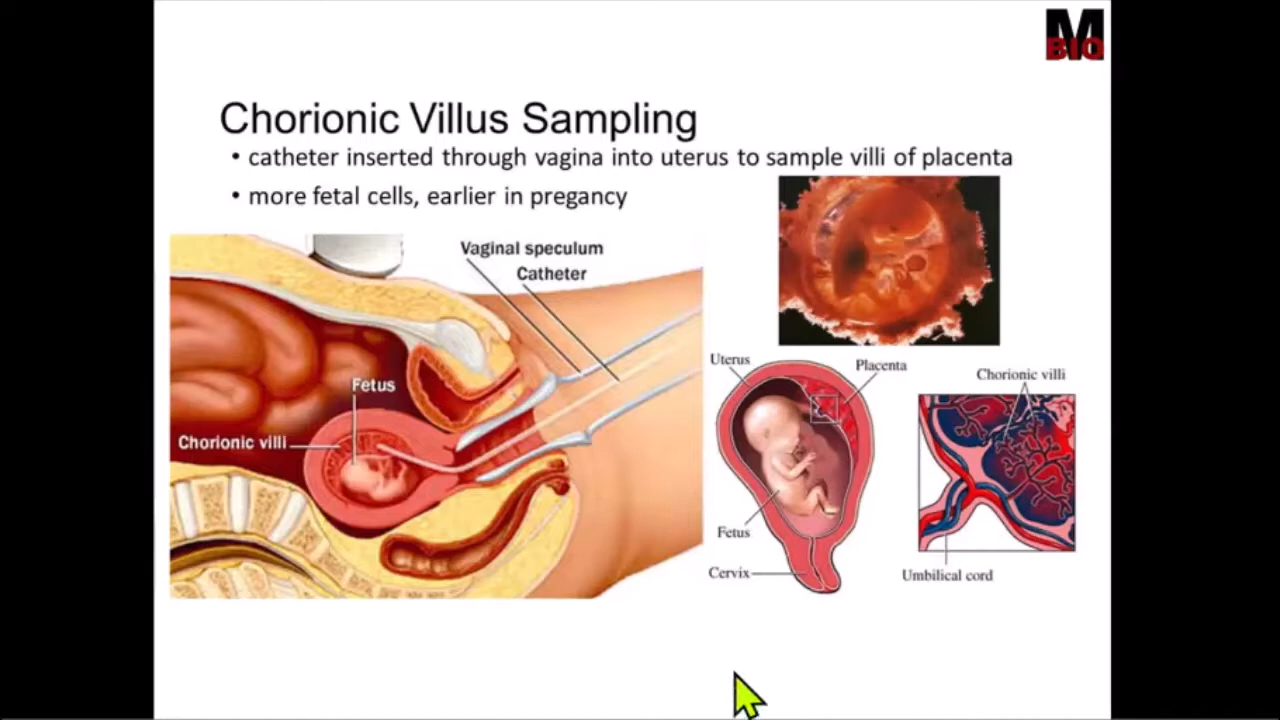 M
BIQ
Chorionic Villus Sampling
• catheter inserted through vagina into uterus to sample villi of placenta
• more fetal cells, earlier in pregancy
Vaginal speculum
Catheter
Fetus
Chorionic villi
Uterus
Placenta
Chorionic villi
Fetus
Cervix
Umbilical cord